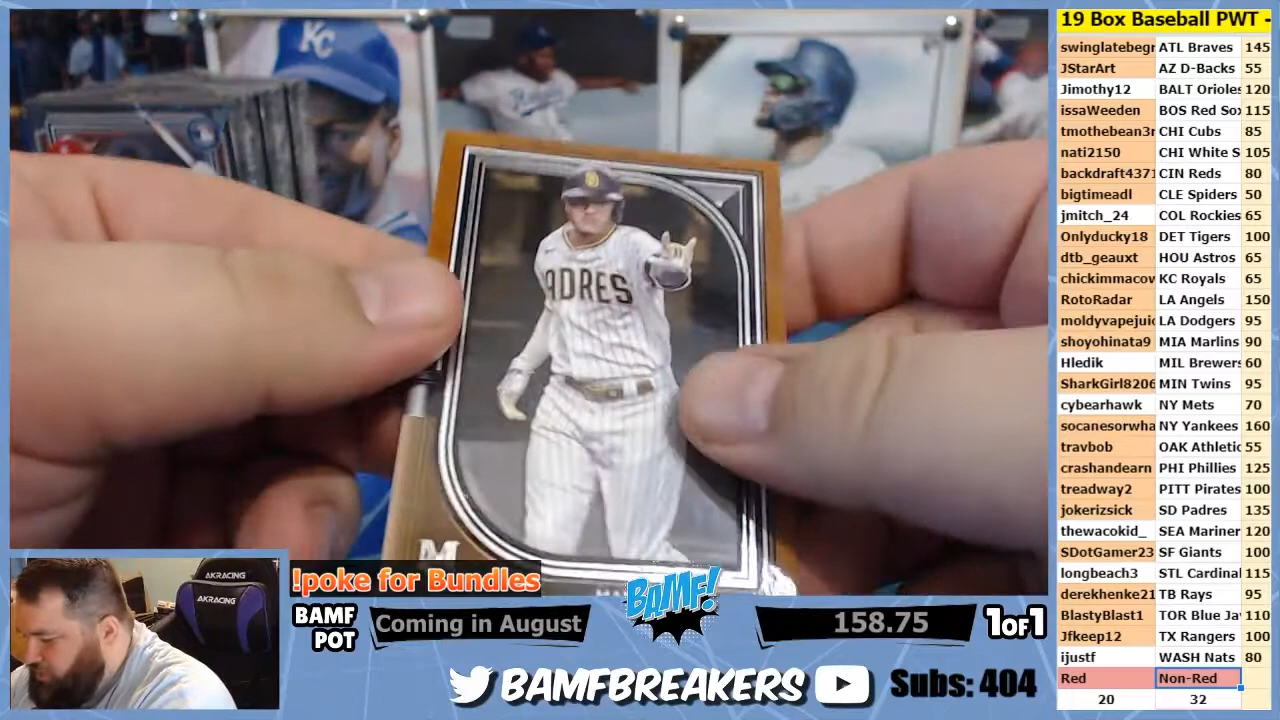 19 Box Baseball PWT -
swinglatebegr ATL Braves 145
JStarArt AZ D-Backs 55
Jimothy12 BALT Orioles 120
issaWeeden BOS Red Sox 115
tmothebean3r CHI Cubs 85
nati2150 CHI White S 105
backdraft4371 CIN Reds 80
bigtimeadl CLE Spiders 50
jmitch_24 COL Rockies 65
Onlyducky18 DET Tigers 100
dtb_geauxt HOU Astros 65
chickimmacov KC Royals 65
RotoRadar LA Angels 150
moldyvapejuic LA Dodgers 95
shoyohinata9 MIA Marlins 90
Hledik MIL Brewers 60
SharkGirl8206 MIN Twins 95
cybearhawk NY Mets 70
socanesorwha NY Yankees 160
travbob OAK Athletic 55
crashandearn PHI Phillies 125
treadway2 PITT Pirates 100
jokerizsick SD Padres 135
thewacokid_ SEA Mariner 120
SDotGamer23 SF Giants 100
longbeach3 STL Cardinal 115
derekhenke21 TB Rays 95
BlastyBlast1 TOR Blue Ja 110
Jfkeep12 TX Rangers 100
ijustf WASH Nats 80
Red Non-Red
20 32
KC
PADRES
M
AKRACING
AKRACING
!poke for Bundles
BAMF POT
Coming in August
BAMF!
158.75
1OF1
BAMFBREAKERS
Subs: 404